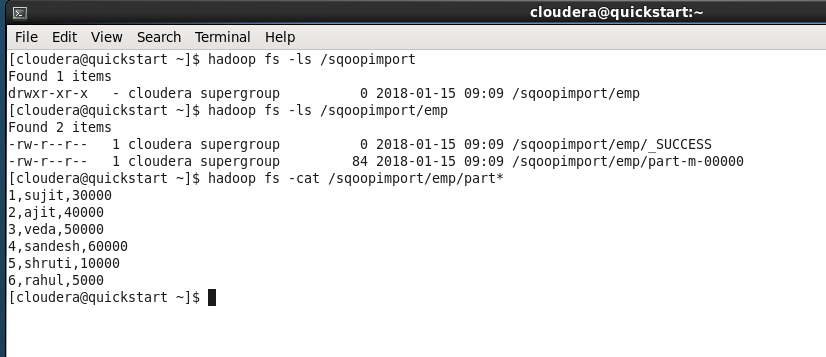 cloudera@quickstart:~
File Edit View Search Terminal Help
[cloudera@quickstart ~]$ hadoop fs -ls /sqoopimport
Found 1 items
drwxr-xr-x   - cloudera supergroup          0 2018-01-15 09:09 /sqoopimport/emp
[cloudera@quickstart ~]$ hadoop fs -ls /sqoopimport/emp
Found 2 items
-rw-r--r--   1 cloudera supergroup          0 2018-01-15 09:09 /sqoopimport/emp/_SUCCESS
-rw-r--r--   1 cloudera supergroup         84 2018-01-15 09:09 /sqoopimport/emp/part-m-00000
[cloudera@quickstart ~]$ hadoop fs -cat /sqoopimport/emp/part*
1,sujit,30000
2,ajit,40000
3,veda,50000
4,sandesh,60000
5,shruti,10000
6,rahul,5000
[cloudera@quickstart ~]$